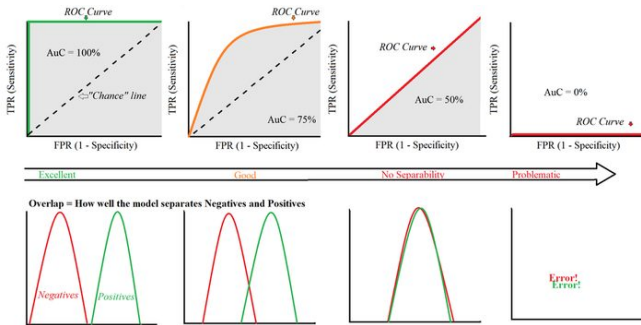 ROC Curve
AuC = 100%
"Chance" line
TPR (Sensitivity)
FPR (1 - Specificity)
ROC Curve
AuC = 75%
TPR (Sensitivity)
FPR (1 - Specificity)
ROC Curve
AuC = 50%
TPR (Sensitivity)
FPR (1 - Specificity)
AuC = 0%
ROC Curve
TPR (Sensitivity)
FPR (1 - Specificity)
Excellent
Good
No Separability
Problematic
Overlap = How well the model separates Negatives and Positives
Negatives
Positives
Error!
Error!